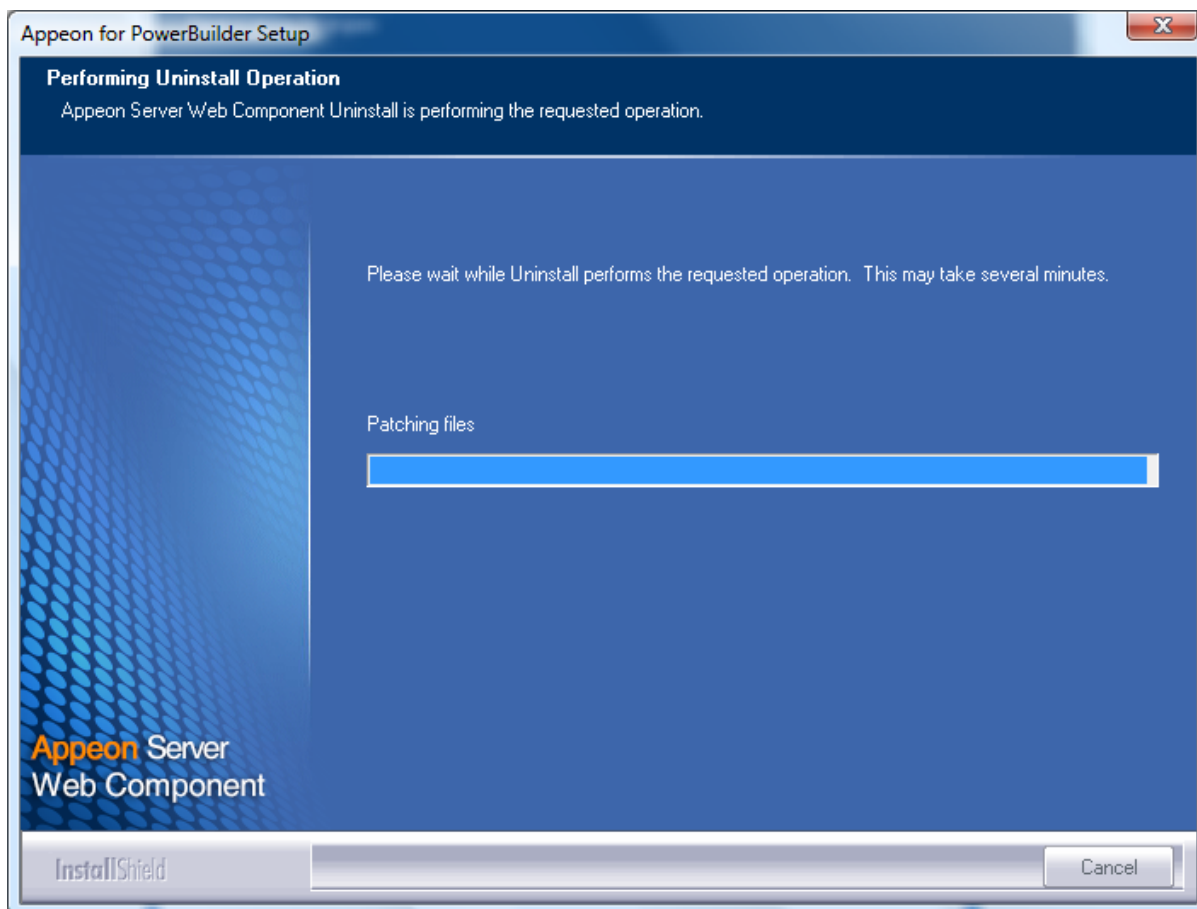 Appeon for PowerBuilder Setup
Performing Uninstall Operation
Appeon Server Web Component Uninstall is performing the requested operation.
Please wait while Uninstall performs the requested operation.  This may take several minutes.
Patching files
Appeon Server
Web Component
InstallShield
Cancel